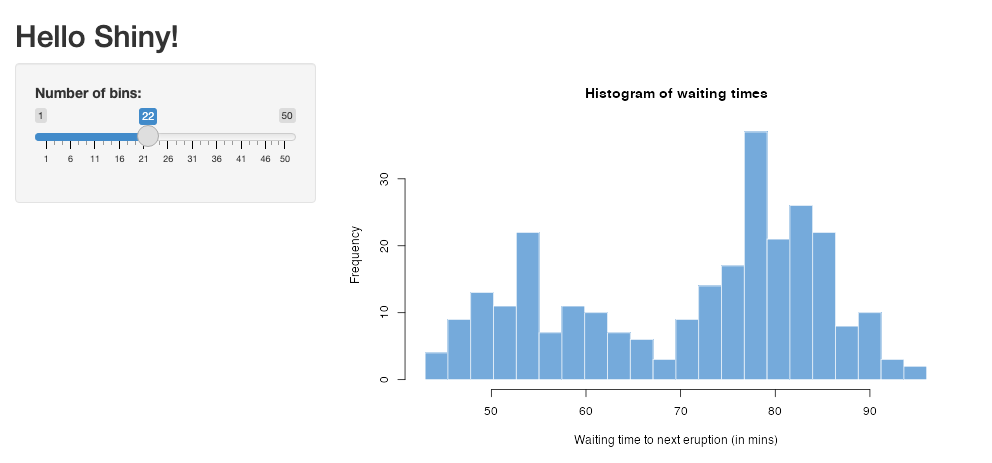 Hello Shiny!
Number of bins:
1 22 50
1 6 11 16 21 26 31 36 41 46 50
Histogram of waiting times
Frequency
30
20
10
0
50 60 70 80 90
Waiting time to next eruption (in mins)